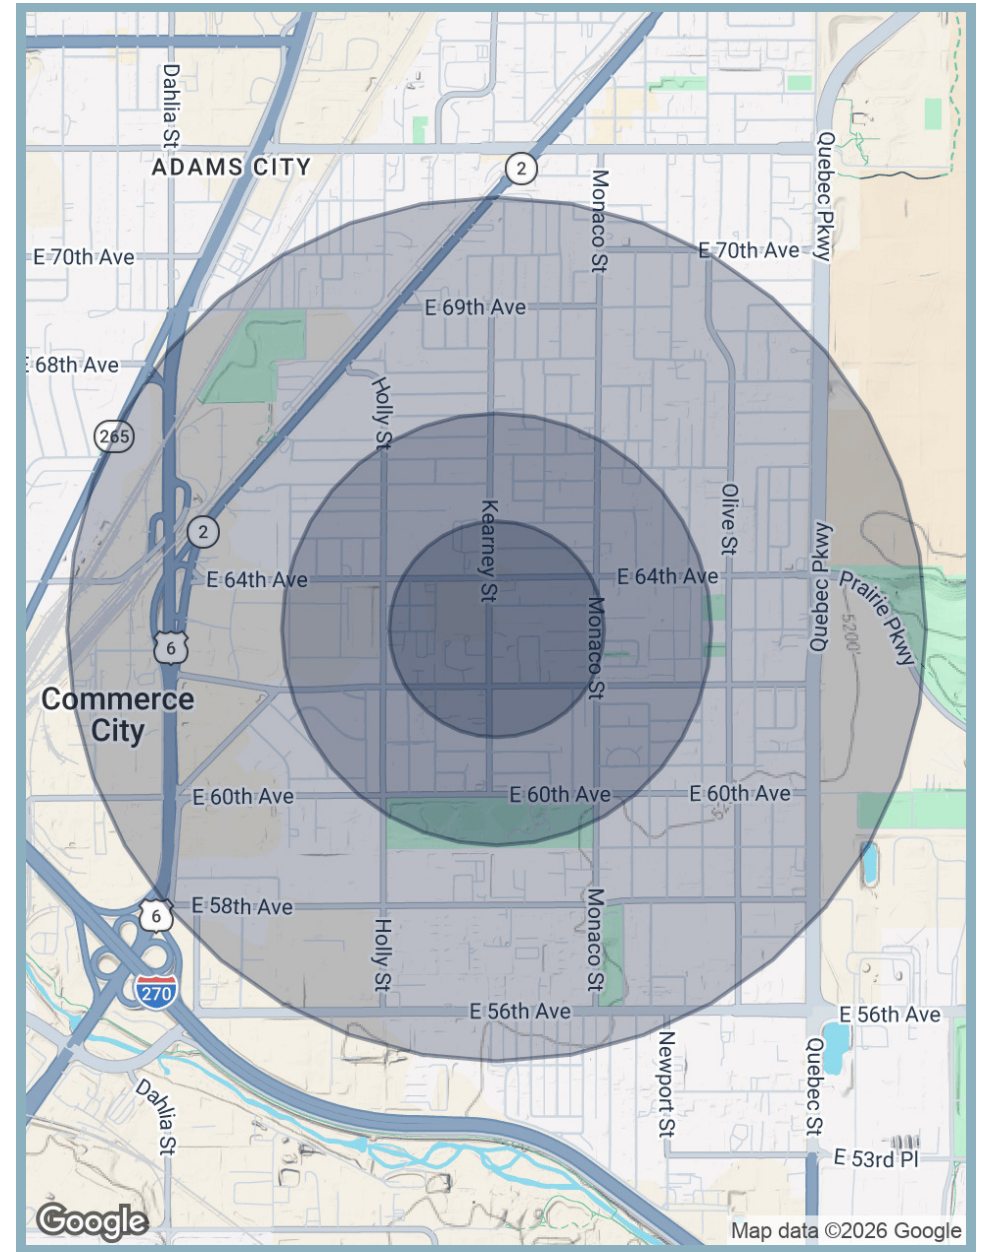 Dahlia St
ADAMS CITY
2
Monaco St
Quebec Pkwy
E 70th Ave
E 70th Ave
E 69th Ave
68th Ave
Holly St
265
Kearney St
Olive St
2
E 64th Ave
E 64th Ave
Quebec Pkwy
Prairie Pkwy
5200'
Monaco St
6
Commerce
City
E 60th Ave
E 60th Ave
E 60th Ave
6
E 58th Ave
Holly St
Monaco St
270
E 56th Ave
E 56th Ave
Newport St
Quebec St
Dahlia St
E 53rd Pl
Google
Map data ©2026 Google